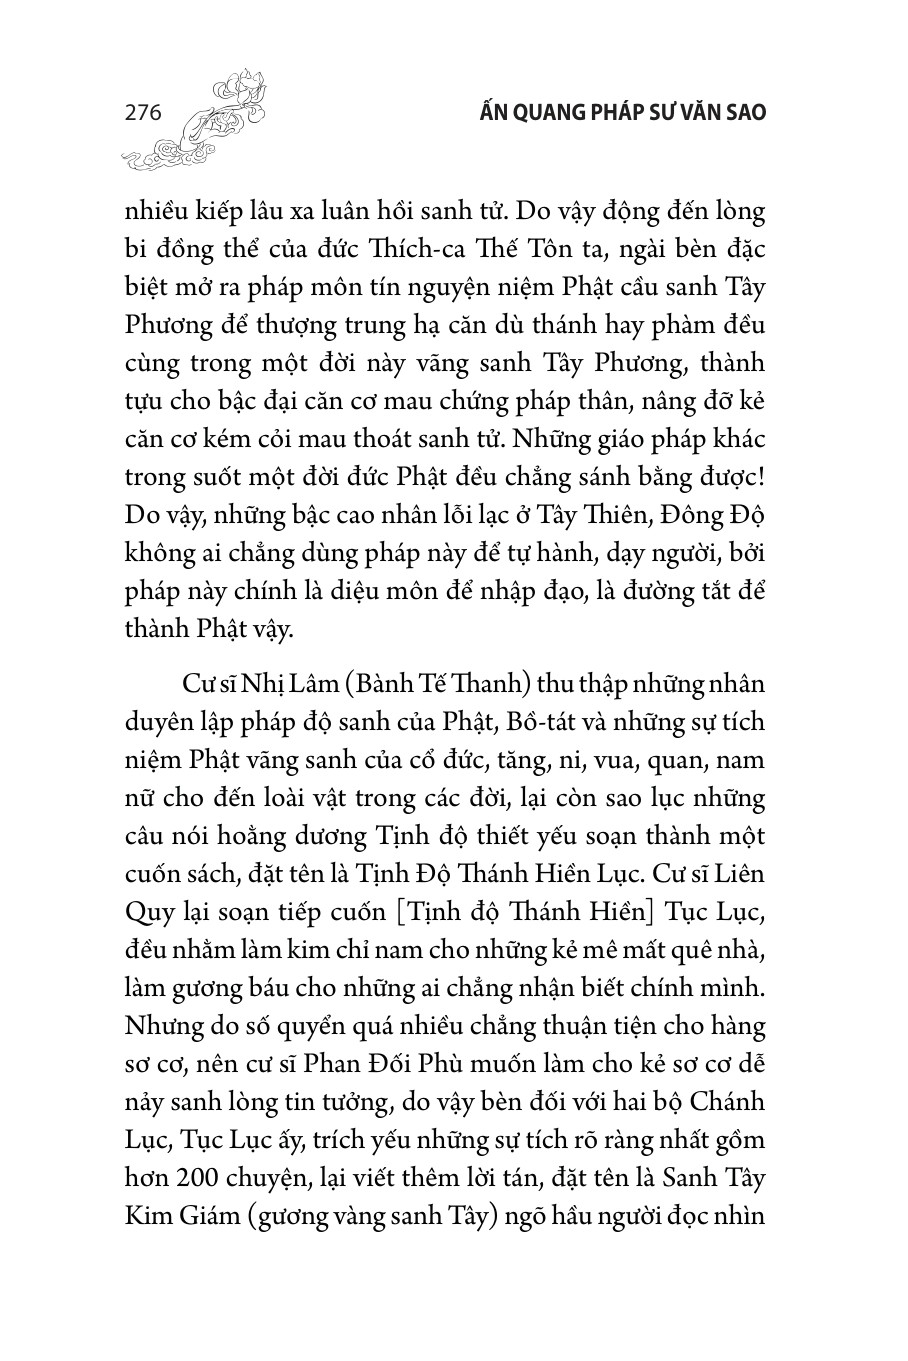 276
ẤN QUANG PHÁP SƯ VĂN SAO
nhiều kiếp lâu xa luân hồi sanh tử. Do vậy động đến lòng
bi đồng thể của đức Thích-ca Thế Tôn ta, ngài bèn đặc
biệt mở ra pháp môn tín nguyện niệm Phật cầu sanh Tây
Phương để thượng trung hạ căn dù thánh hay phàm đều
cùng trong một đời này vãng sanh Tây Phương, thành
tựu cho bậc đại căn cơ mau chứng pháp thân, nâng đỡ kẻ
căn cơ kém cỏi mau thoát sanh tử. Những giáo pháp khác
trong suốt một đời đức Phật đều chẳng sánh bằng được!
Do vậy, những bậc cao nhân lỗi lạc ở Tây Thiên, Đông Độ
không ai chẳng dùng pháp này để tự hành, dạy người, bởi
pháp này chính là diệu môn để nhập đạo, là đường tắt để
thành Phật vậy.
Cư sĩ Nhị Lâm (Bành Tế Thanh) thu thập những nhân
duyên lập pháp độ sanh của Phật, Bồ-tát và những sự tích
niệm Phật vãng sanh của cổ đức, tăng, ni, vua, quan, nam
nữ cho đến loài vật trong các đời, lại còn sao lục những
câu nói hoằng dương Tịnh độ thiết yếu soạn thành một
cuốn sách, đặt tên là Tịnh Độ Thánh Hiền Lục. Cư sĩ Liên
Quy lại soạn tiếp cuốn [Tịnh độ Thánh Hiền] Tục Lục,
đều nhằm làm kim chỉ nam cho những kẻ mê mất quê nhà,
làm gương báu cho những ai chẳng nhận biết chính mình.
Nhưng do số quyển quá nhiều chẳng thuận tiện cho hàng
sơ cơ, nên cư sĩ Phan Đối Phù muốn làm cho kẻ sơ cơ dễ
nảy sanh lòng tin tưởng, do vậy bèn đối với hai bộ Chánh
Lục, Tục Lục ấy, trích yếu những sự tích rõ ràng nhất gồm
hơn 200 chuyện, lại viết thêm lời tán, đặt tên là Sanh Tây
Kim Giám (gương vàng sanh Tây) ngõ hầu người đọc nhìn